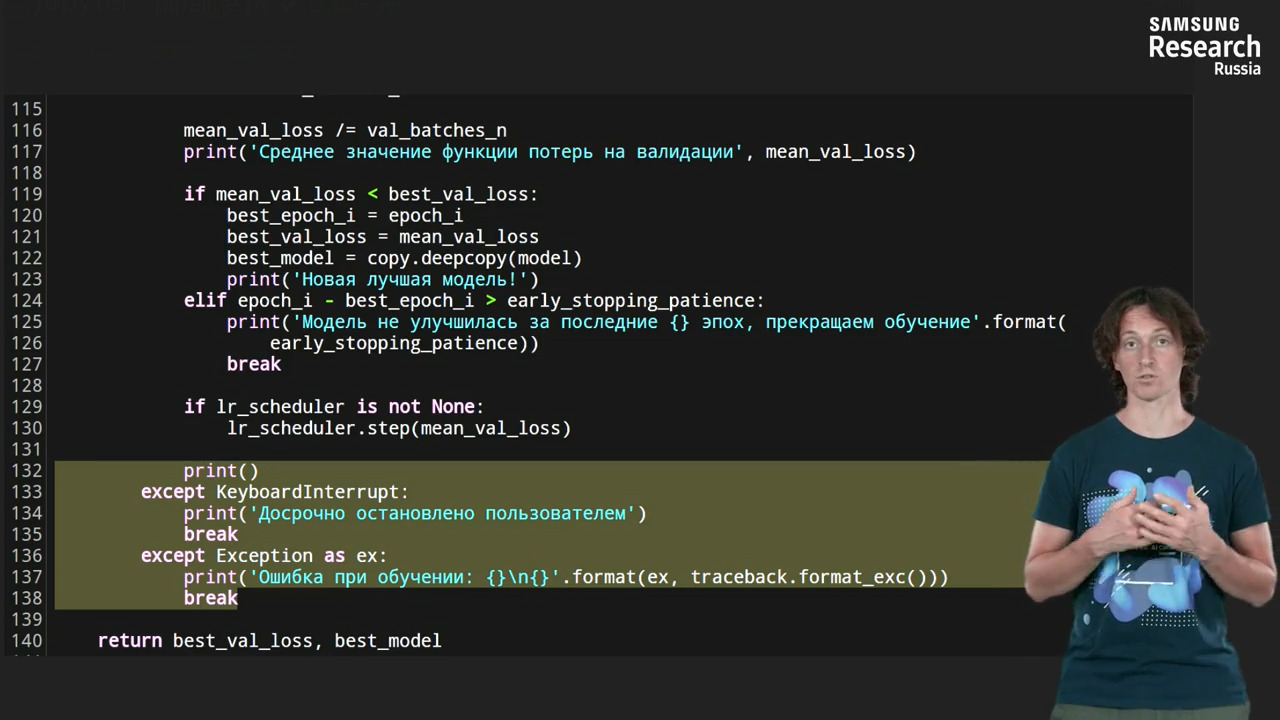 SAMSUNG
Research
Russia
115
116 mean_val_loss /= val_batches_n
117 print('Среднее значение функции потерь на валидации', mean_val_loss)
118
119 if mean_val_loss < best_val_loss:
120 best_epoch_i = epoch_i
121 best_val_loss = mean_val_loss
122 best_model = copy.deepcopy(model)
123 print('Новая лучшая модель!')
124 elif epoch_i - best_epoch_i > early_stopping_patience:
125 print('Модель не улучшилась за последние {} эпох, прекращаем обучение'.format(
126 early_stopping_patience))
127 break
128
129 if lr_scheduler is not None:
130 lr_scheduler.step(mean_val_loss)
131
132 print()
133 except KeyboardInterrupt:
134 print('Досрочно остановлено пользователем')
135 break
136 except Exception as ex:
137 print('Ошибка при обучении: {}\n{}'.format(ex, traceback.format_exc()))
138 break
139
140 return best_val_loss, best_model